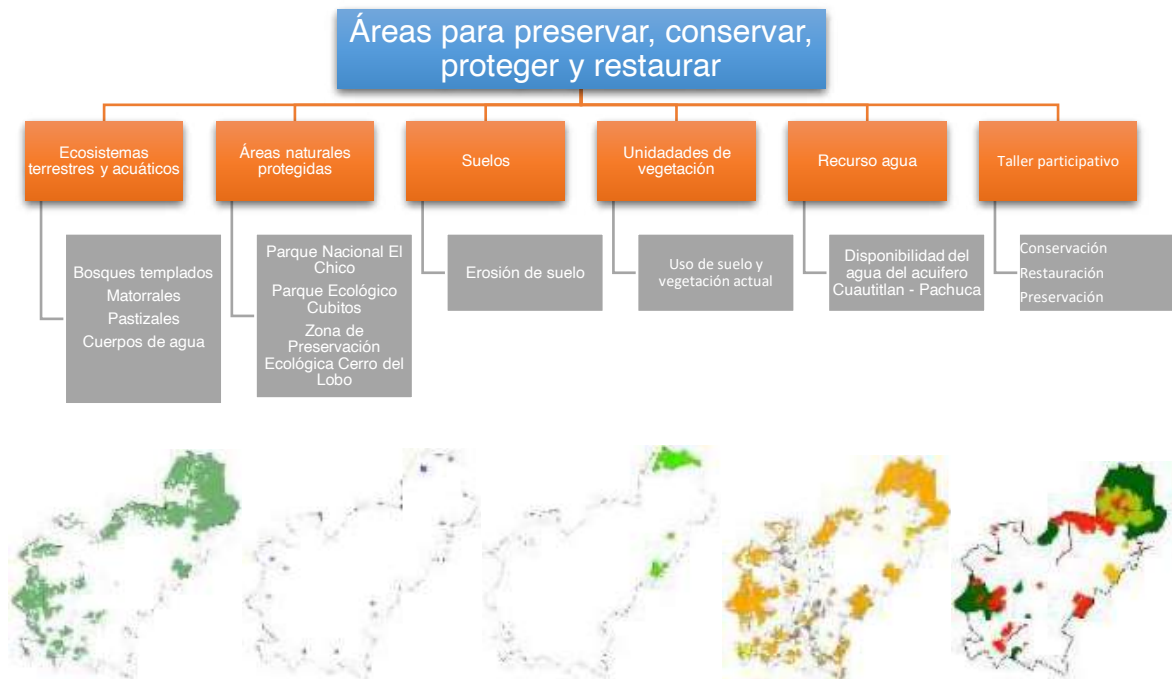 Áreas para preservar, conservar,
proteger y restaurar
Ecosistemas
terrestres y acuáticos
Áreas naturales
protegidas
Suelos
Unidadades de
vegetación
Recurso agua
Taller participativo
Bosques templados
Matorrales
Pastizales
Cuerpos de agua
Parque Nacional El
Chico
Parque Ecológico
Cubitos
Zona de
Preservación
Ecológica Cerro del
Lobo
Erosión de suelo
Uso de suelo y
vegetación actual
Disponibilidad del
agua del acuifero
Cuautitlan - Pachuca
Conservación
Restauración
Preservación